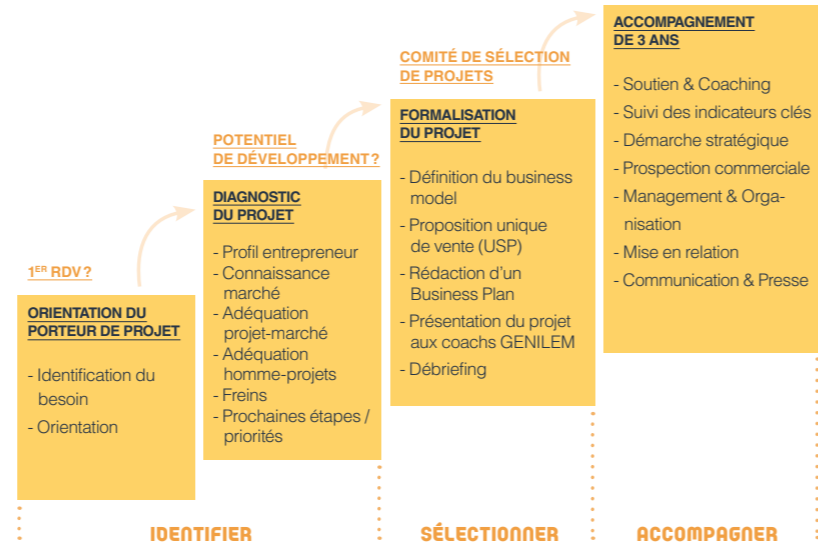 1ER RDV ?
ORIENTATION DU
PORTEUR DE PROJET
- Identification du
besoin
- Orientation
POTENTIEL
DE DÉVELOPPEMENT ?
DIAGNOSTIC
DU PROJET
- Profil entrepreneur
- Connaissance
marché
- Adéquation
projet-marché
- Adéquation
homme-projets
- Freins
- Prochaines étapes /
priorités
COMITÉ DE SÉLECTION
DE PROJETS
FORMALISATION
DU PROJET
- Définition du business
model
- Proposition unique
de vente (USP)
- Rédaction d'un
Business Plan
- Présentation du projet
aux coachs GENILEM
- Débriefing
ACCOMPAGNEMENT
DE 3 ANS
- Soutien & Coaching
- Suivi des indicateurs clés
- Démarche stratégique
- Prospection commerciale
- Management & Orga-
nisation
- Mise en relation
- Communication & Presse
IDENTIFIER
SÉLECTIONNER
ACCOMPAGNER